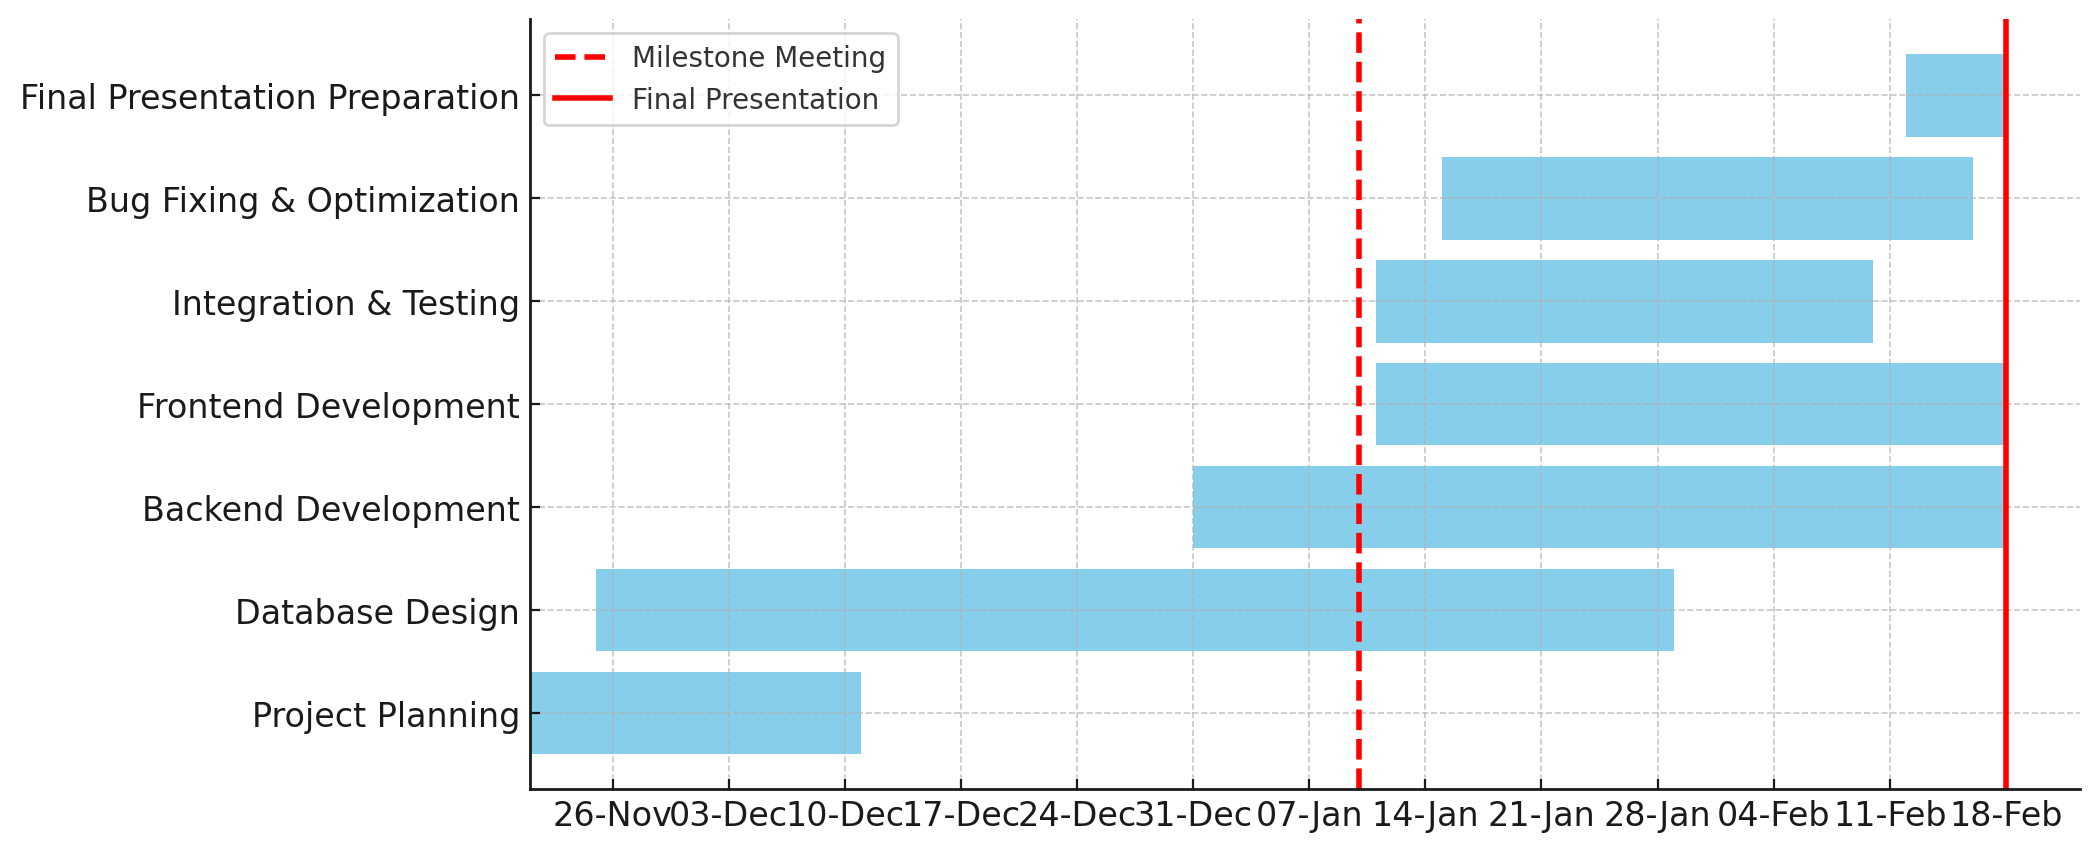 Milestone Meeting
Final Presentation
Final Presentation Preparation
Bug Fixing & Optimization
Integration & Testing
Frontend Development
Backend Development
Database Design
Project Planning
26-Nov 03-Dec 10-Dec 17-Dec 24-Dec 31-Dec 07-Jan 14-Jan 21-Jan 28-Jan 04-Feb 11-Feb 18-Feb